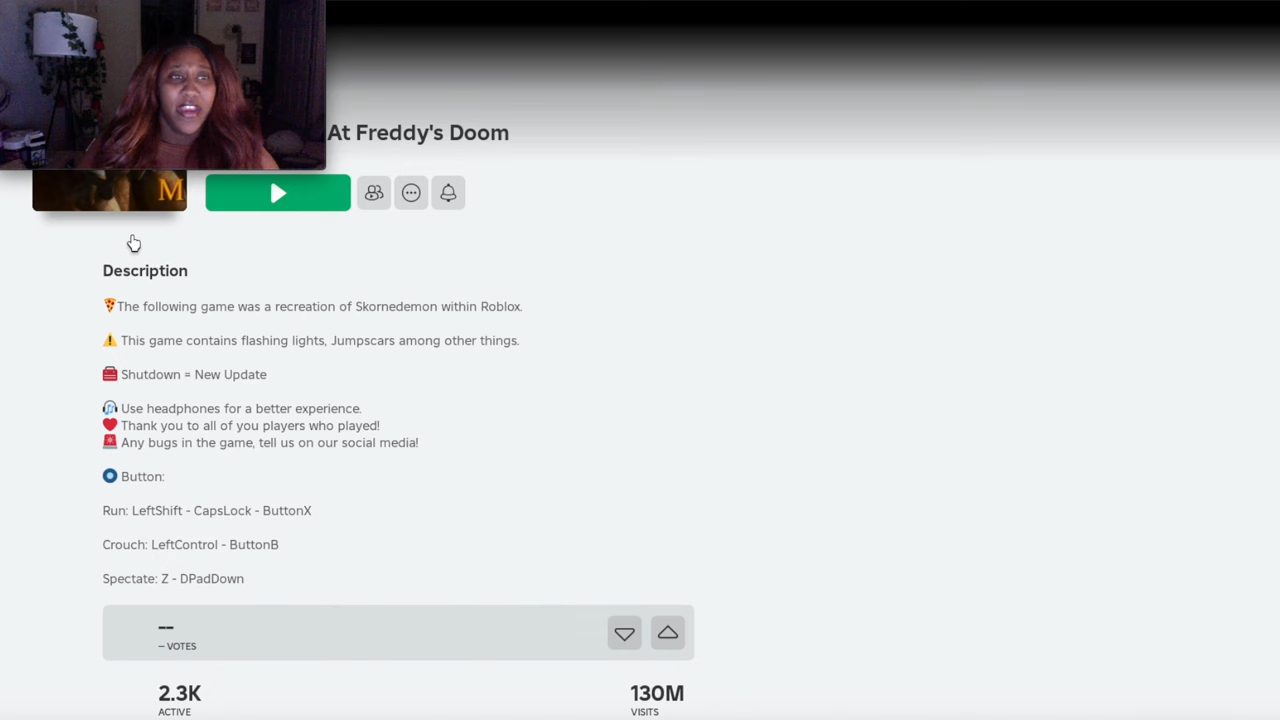 At Freddy's Doom
M
Description
🍕The following game was a recreation of Skornedemon within Roblox.
⚠️ This game contains flashing lights, Jumpscars among other things.
🧰 Shutdown = New Update
🎧 Use headphones for a better experience.
❤️ Thank you to all of you players who played!
🚨 Any bugs in the game, tell us on our social media!
🔵 Button:
Run: LeftShift - CapsLock - ButtonX
Crouch: LeftControl - ButtonB
Spectate: Z - DPadDown
--
-- VOTES
2.3K
ACTIVE
130M
VISITS